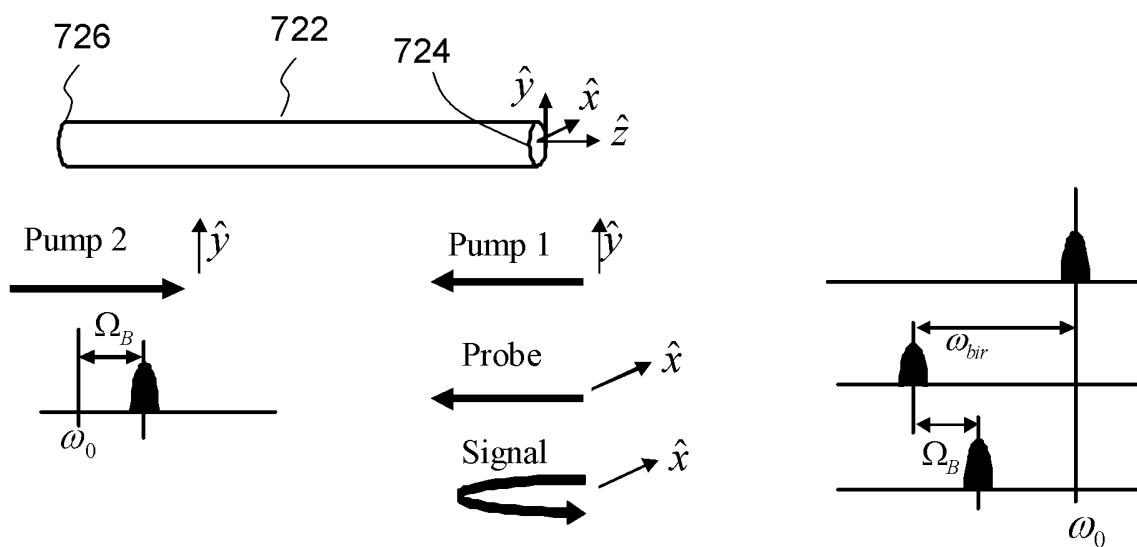 726
722
724
ŷ
x̂
ẑ
Pump 2
ŷ
Pump 1
ŷ
Ω_B
ω_0
Probe
x̂
Signal
x̂
ω_bir
Ω_B
ω_0